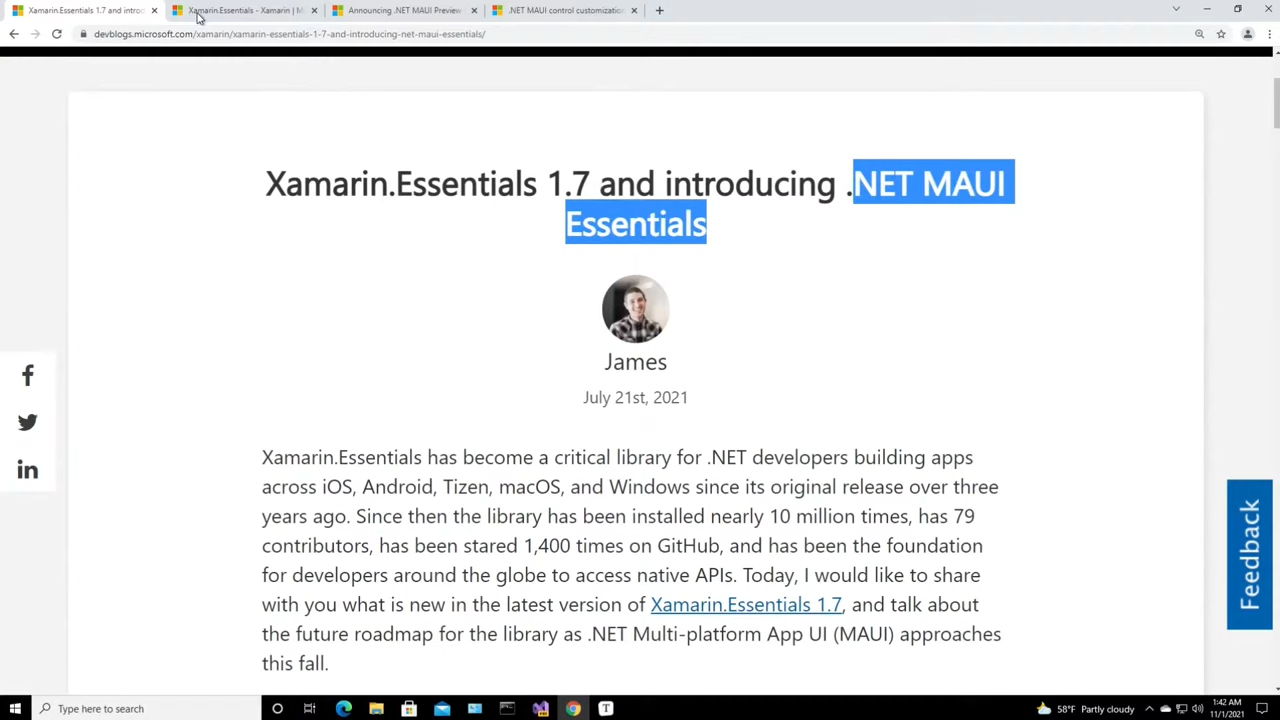 Xamarin.Essentials 1.7 and introd
Xamarin.Essentials - Xamarin | Mi
Announcing .NET MAUI Preview
.NET MAUI control customization
devblogs.microsoft.com/xamarin/xamarin-essentials-1-7-and-introducing-net-maui-essentials/
Xamarin.Essentials 1.7 and introducing .NET MAUI
Essentials
James
July 21st, 2021
Xamarin.Essentials has become a critical library for .NET developers building apps
across iOS, Android, Tizen, macOS, and Windows since its original release over three
years ago. Since then the library has been installed nearly 10 million times, has 79
contributors, has been stared 1,400 times on GitHub, and has been the foundation
for developers around the globe to access native APIs. Today, I would like to share
with you what is new in the latest version of Xamarin.Essentials 1.7, and talk about
the future roadmap for the library as .NET Multi-platform App UI (MAUI) approaches
this fall.
Feedback
Type here to search
58°F Partly cloudy
1:42 AM
11/1/2021